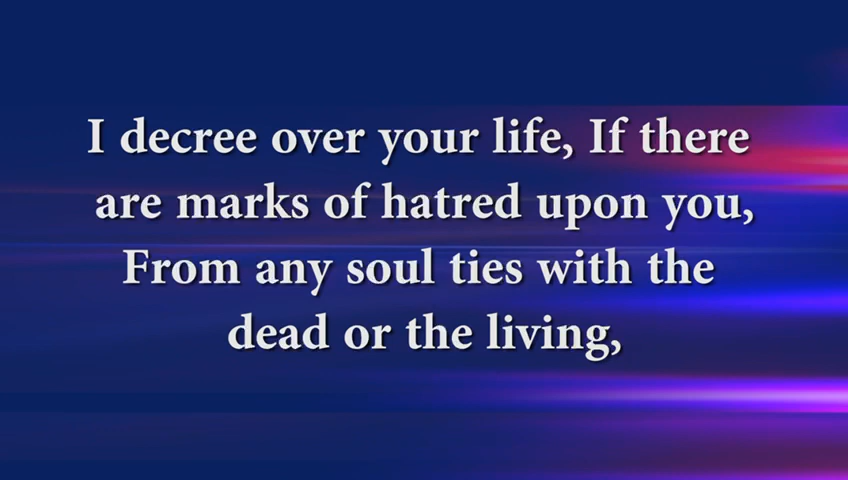 I decree over your life, If there
are marks of hatred upon you,
From any soul ties with the
dead or the living,